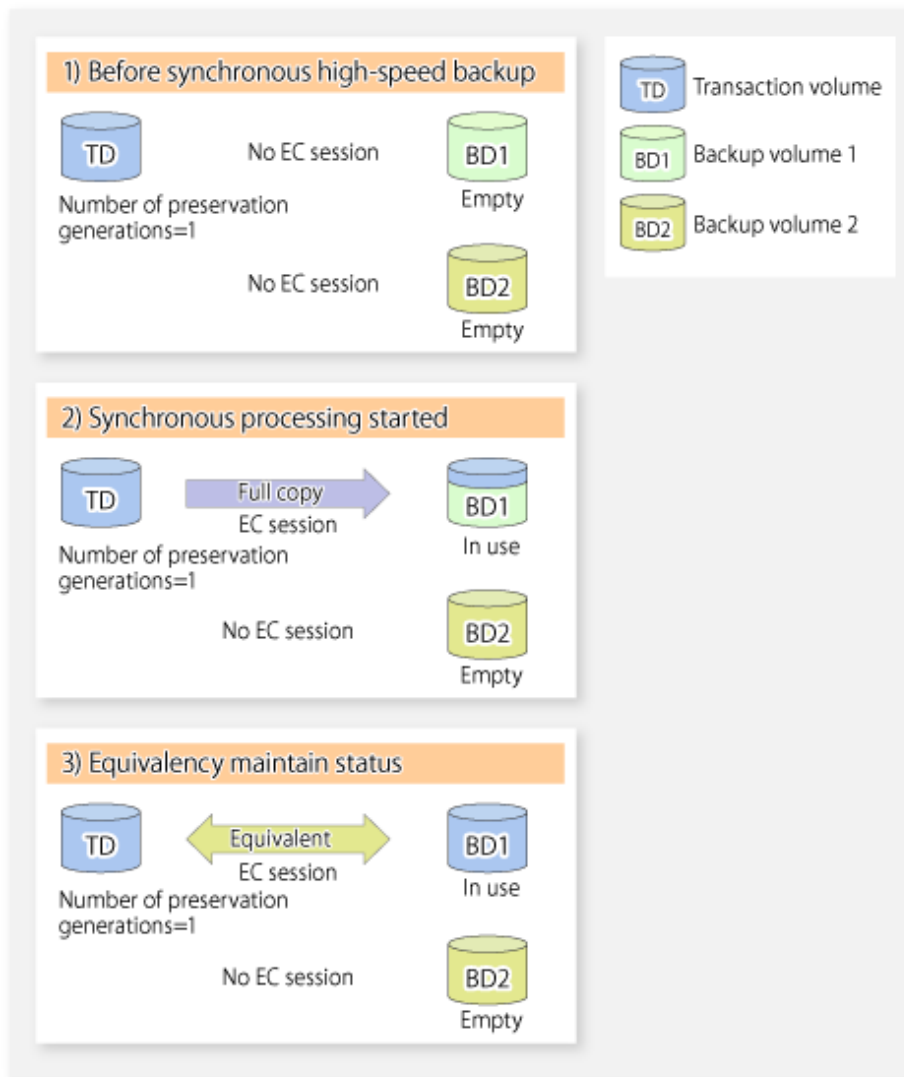 1) Before synchronous high-speed backup
TD
No EC session
BD1
Empty
Number of preservation
generations=1
No EC session
BD2
Empty
TD
Transaction volume
BD1
Backup volume 1
BD2
Backup volume 2
2) Synchronous processing started
TD
Full copy
EC session
BD1
In use
Number of preservation
generations=1
No EC session
BD2
Empty
3) Equivalency maintain status
TD
Equivalent
EC session
BD1
In use
Number of preservation
generations=1
No EC session
BD2
Empty